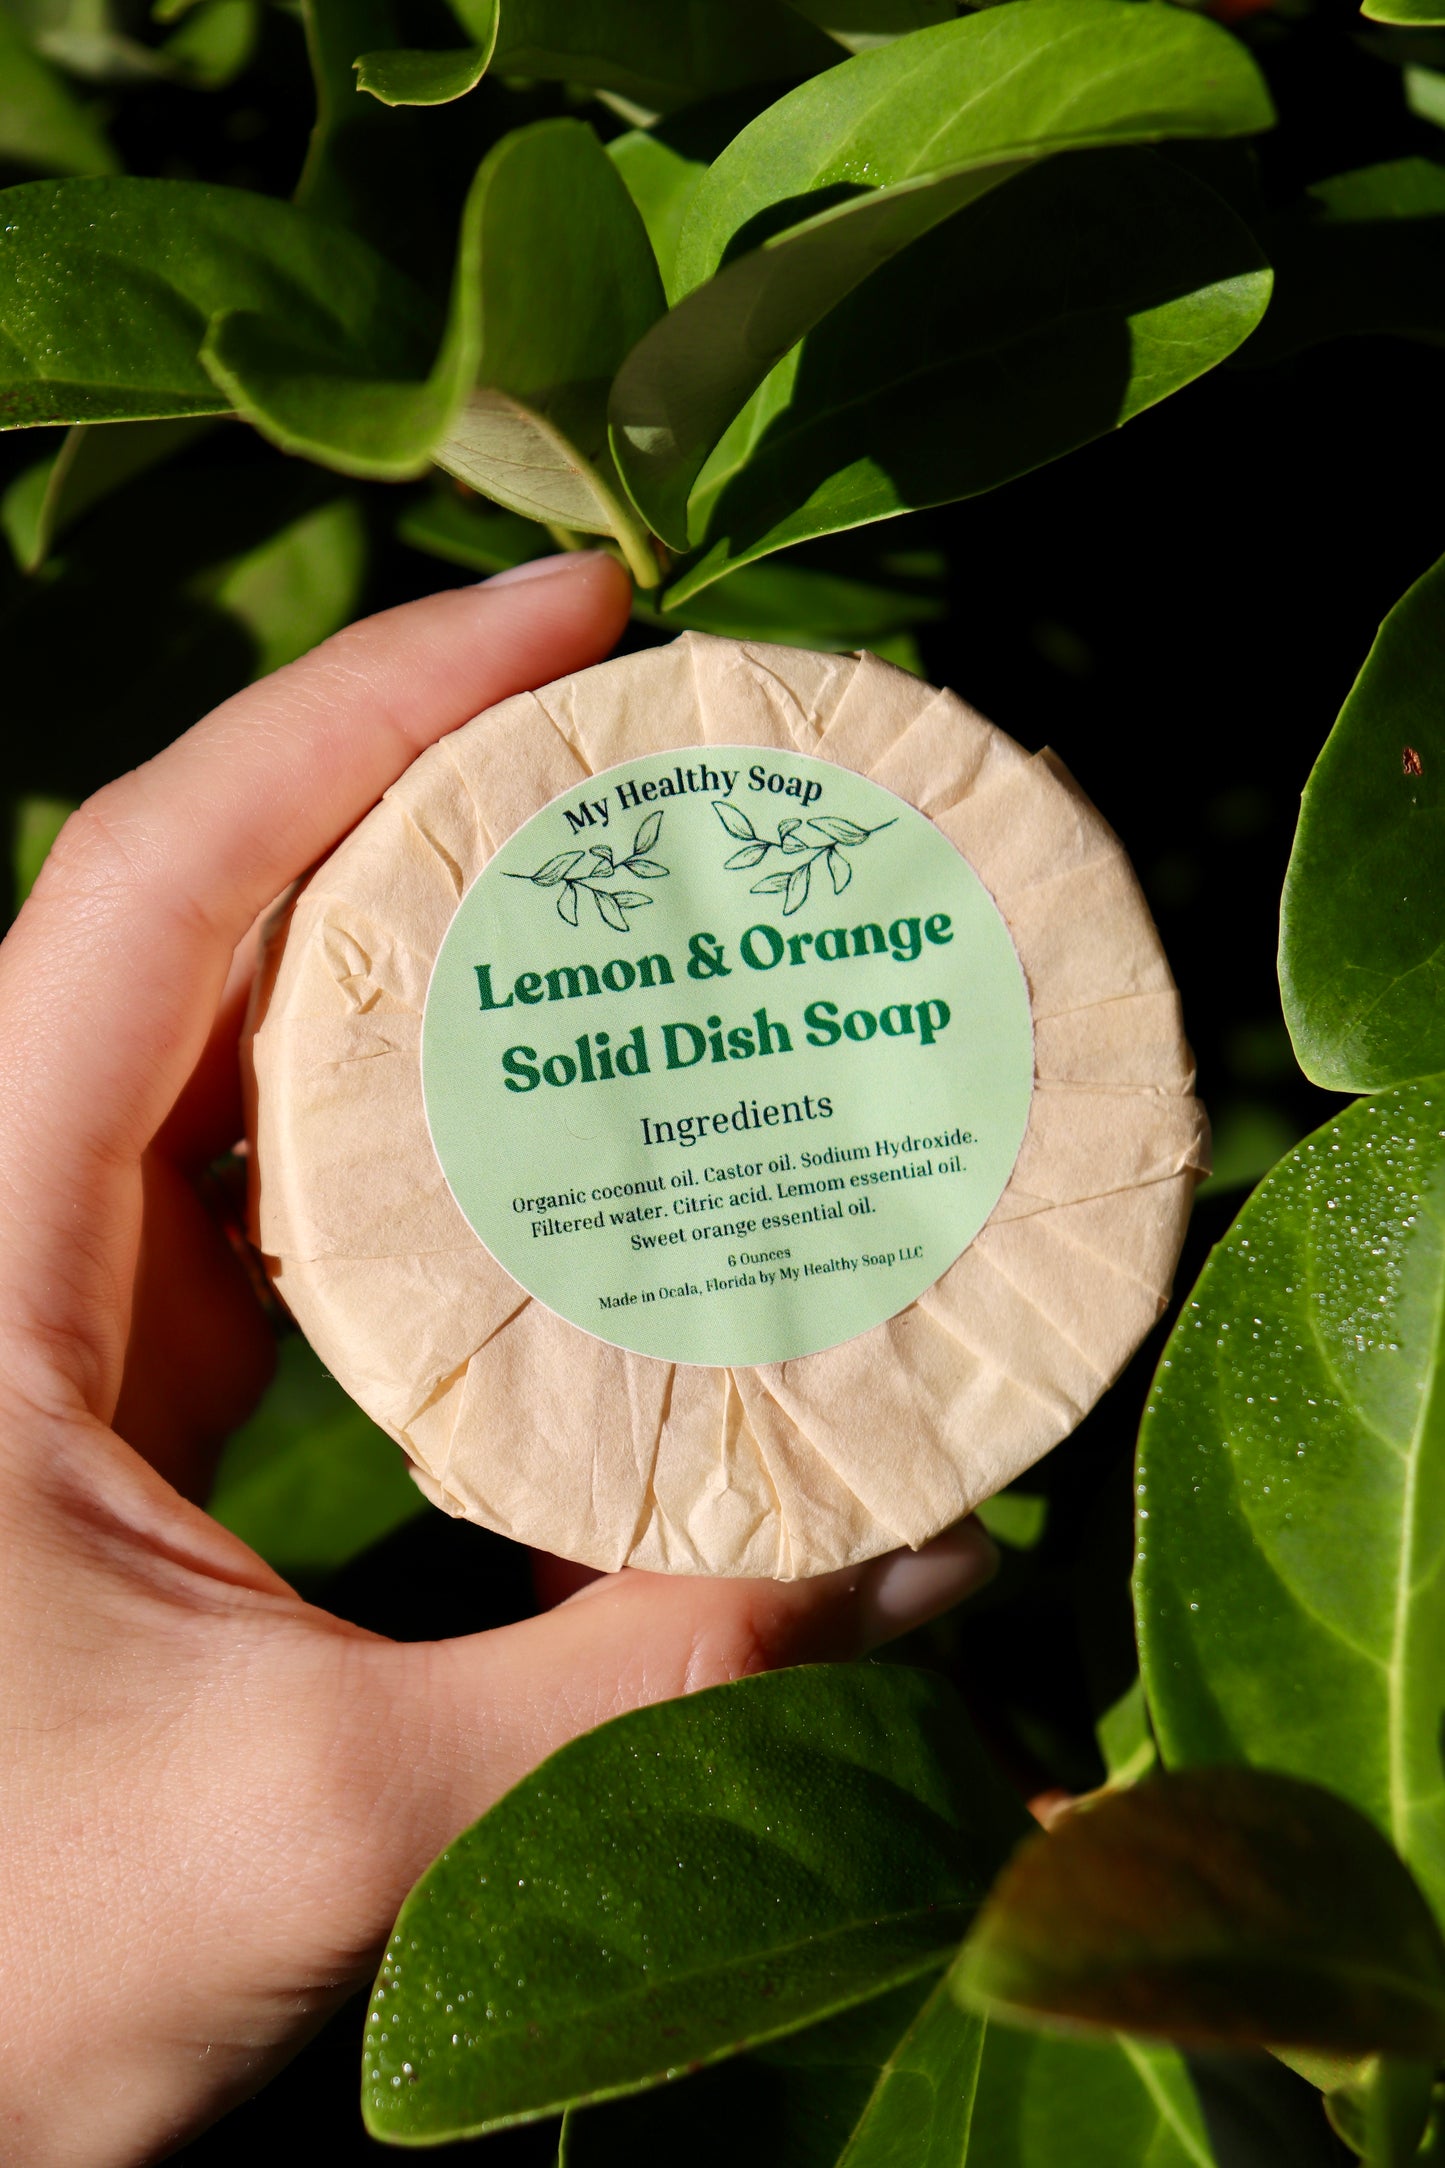 My Healthy Soap
Lemon & Orange
Solid Dish Soap
Ingredients
Organic coconut oil. Castor oil. Sodium Hydroxide.
Filtered water. Citric acid. Lemom essential oil.
Sweet orange essential oil.
6 Ounces
Made in Ocala, Florida by My Healthy Soap LLC